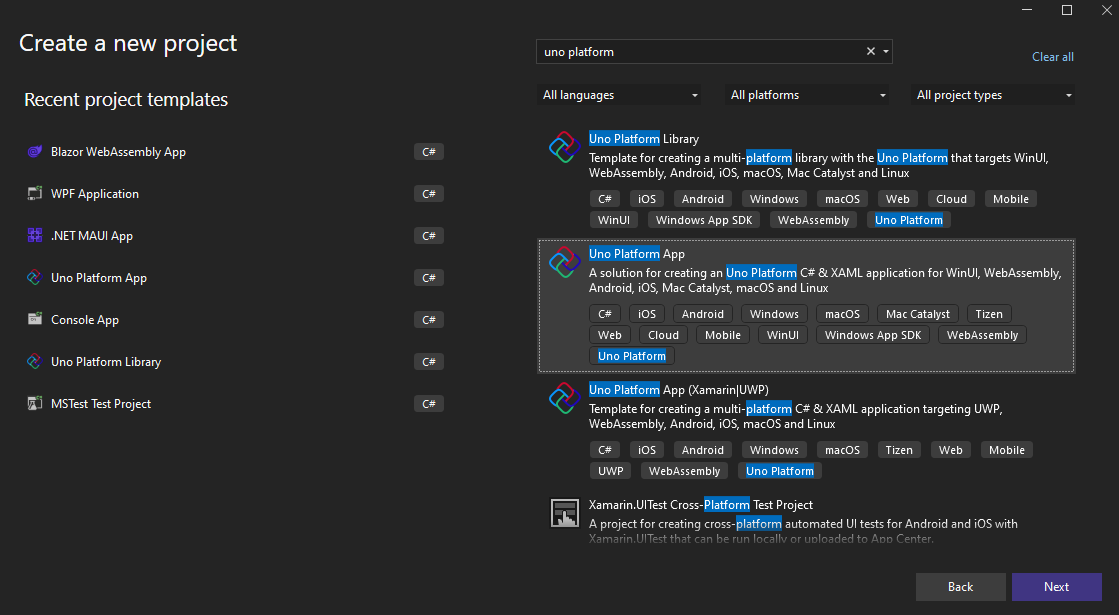 Create a new project
Recent project templates
Blazor WebAssembly App C#
WPF Application C#
.NET MAUI App C#
Uno Platform App C#
Console App C#
Uno Platform Library C#
MSTest Test Project C#
uno platform
Clear all
All languages All platforms All project types
Uno Platform Library
Template for creating a multi-platform library with the Uno Platform that targets WinUI,
WebAssembly, Android, iOS, macOS, Mac Catalyst and Linux
C# iOS Android Windows macOS Web Cloud Mobile
WinUI Windows App SDK WebAssembly Uno Platform
Uno Platform App
A solution for creating an Uno Platform C# & XAML application for WinUI, WebAssembly,
Android, iOS, Mac Catalyst, macOS and Linux
C# iOS Android Windows macOS Mac Catalyst Tizen
Web Cloud Mobile WinUI Windows App SDK WebAssembly
Uno Platform
Uno Platform App (Xamarin|UWP)
Template for creating a multi-platform C# & XAML application targeting UWP,
WebAssembly, Android, iOS, macOS and Linux
C# iOS Android Windows macOS Tizen Web Mobile
UWP WebAssembly Uno Platform
Xamarin.UITest Cross-Platform Test Project
A project for creating cross-platform automated UI tests for Android and iOS with
Xamarin.UITest that can be run locally or uploaded to App Center.
Back Next